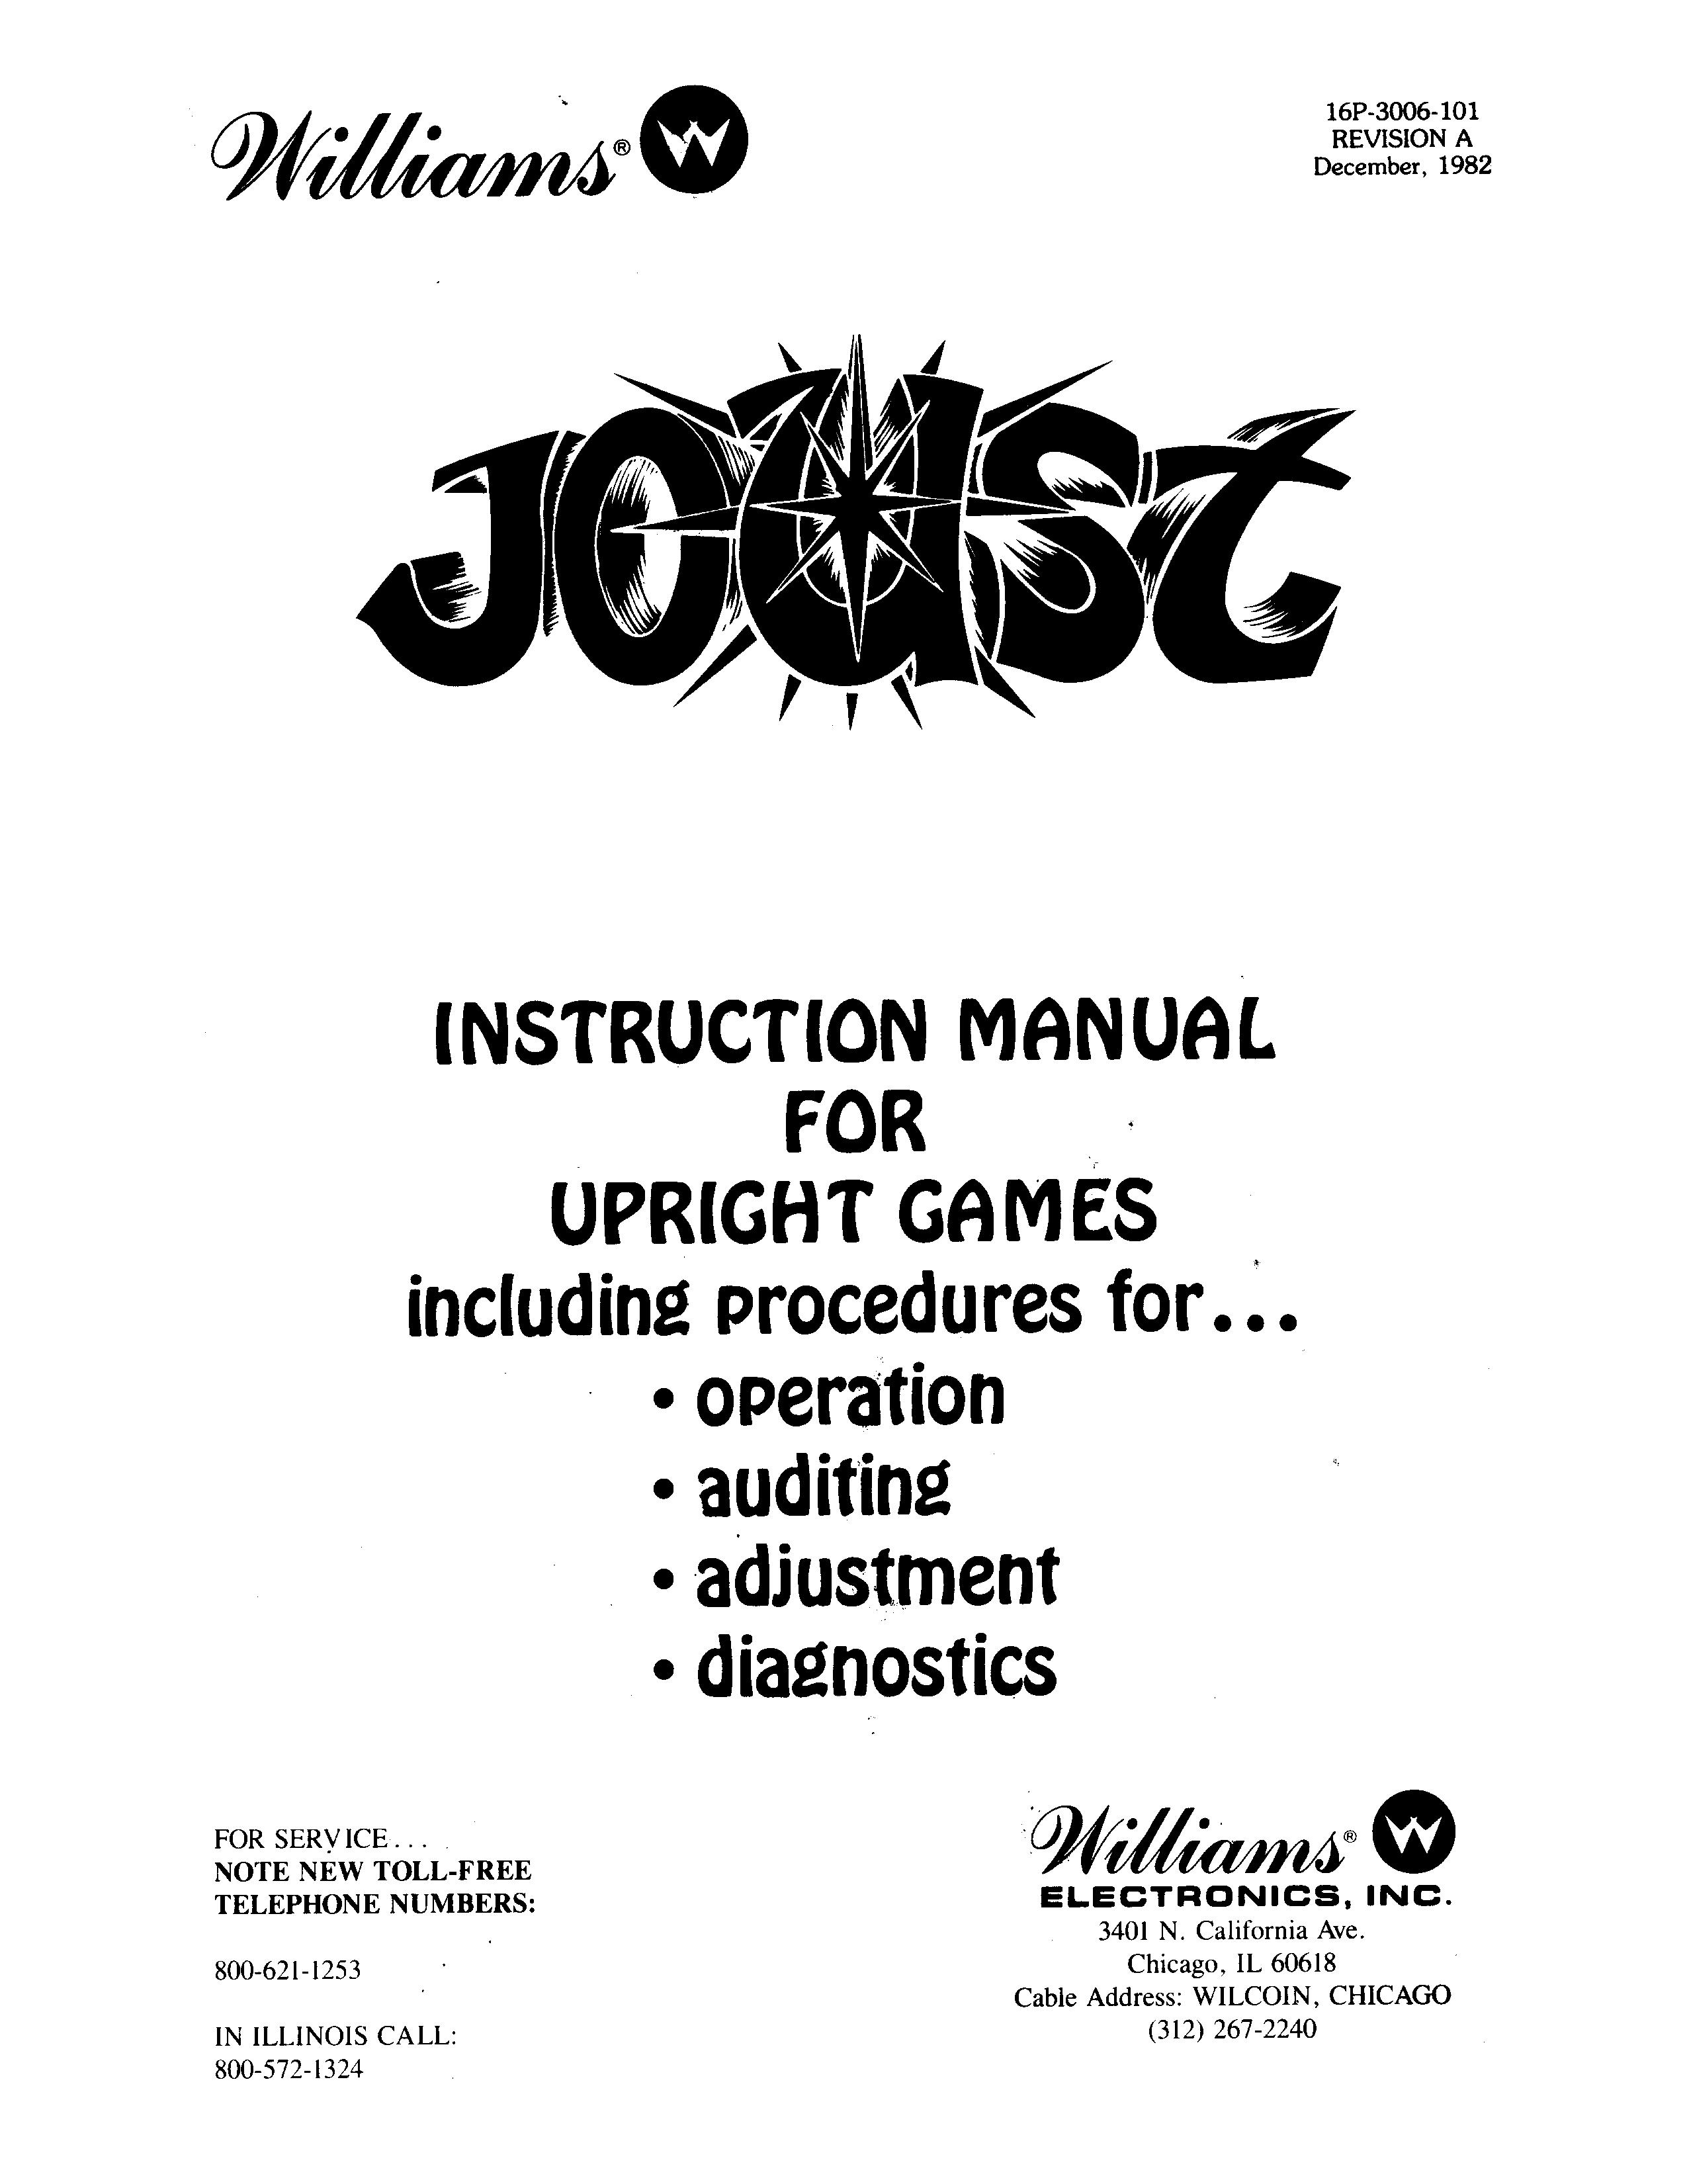 Williams® W
16P-3006-101
REVISION A
December, 1982
JOUST
INSTRUCTION MANUAL
FOR
UPRIGHT GAMES
including procedures for...
• operation
• auditing
• adjustment
• diagnostics
FOR SERVICE...
NOTE NEW TOLL-FREE
TELEPHONE NUMBERS:
800-621-1253
IN ILLINOIS CALL:
800-572-1324
Williams® W
ELECTRONICS, INC.
3401 N. California Ave.
Chicago, IL 60618
Cable Address: WILCOIN, CHICAGO
(312) 267-2240